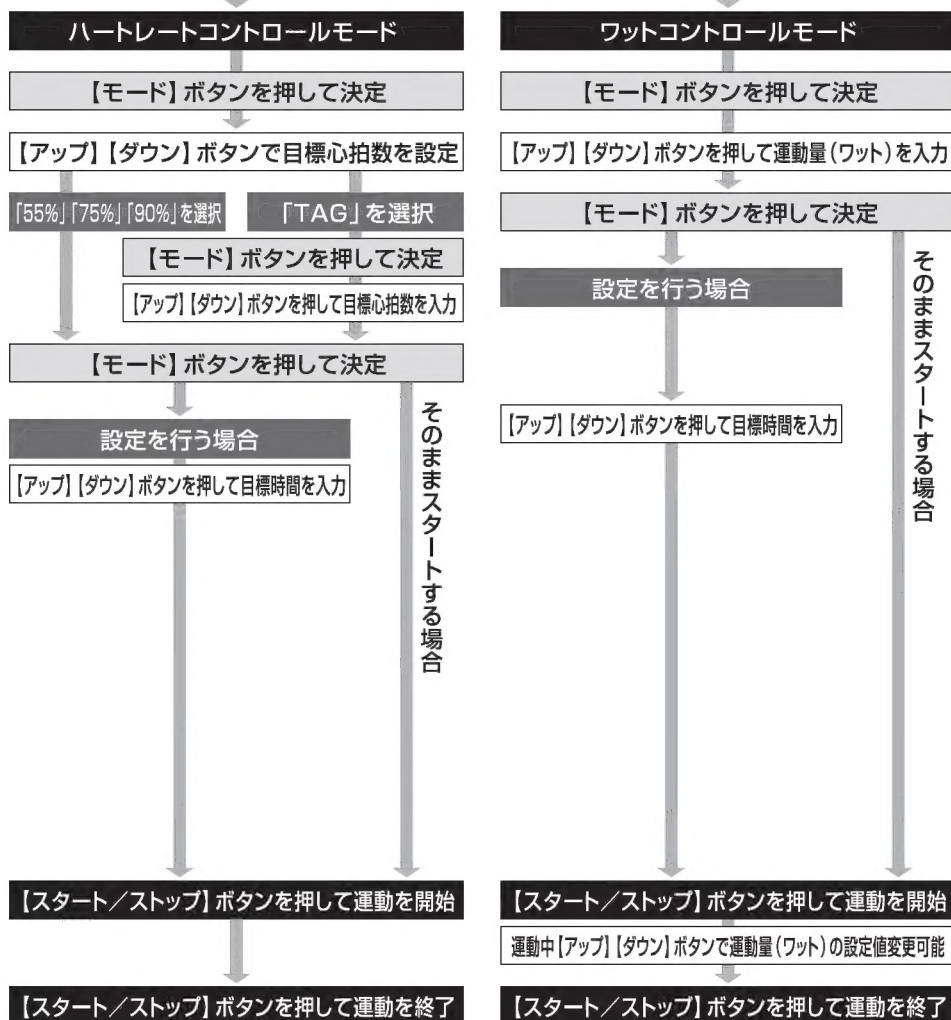 ハートレートコントロールモード
【モード】ボタンを押して決定
【アップ】【ダウン】ボタンで目標心拍数を設定
「55%」「75%」「90%」を選択
「TAG」を選択
【モード】ボタンを押して決定
【アップ】【ダウン】ボタンを押して目標心拍数を入力
【モード】ボタンを押して決定
設定を行う場合
【アップ】【ダウン】ボタンを押して目標時間を入力
そのままスタートする場合
【スタート／ストップ】ボタンを押して運動を開始
【スタート／ストップ】ボタンを押して運動を終了
ワットコントロールモード
【モード】ボタンを押して決定
【アップ】【ダウン】ボタンを押して運動量（ワット）を入力
【モード】ボタンを押して決定
設定を行う場合
【アップ】【ダウン】ボタンを押して目標時間を入力
そのままスタートする場合
【スタート／ストップ】ボタンを押して運動を開始
運動中【アップ】【ダウン】ボタンで運動量（ワット）の設定値変更可能
【スタート／ストップ】ボタンを押して運動を終了